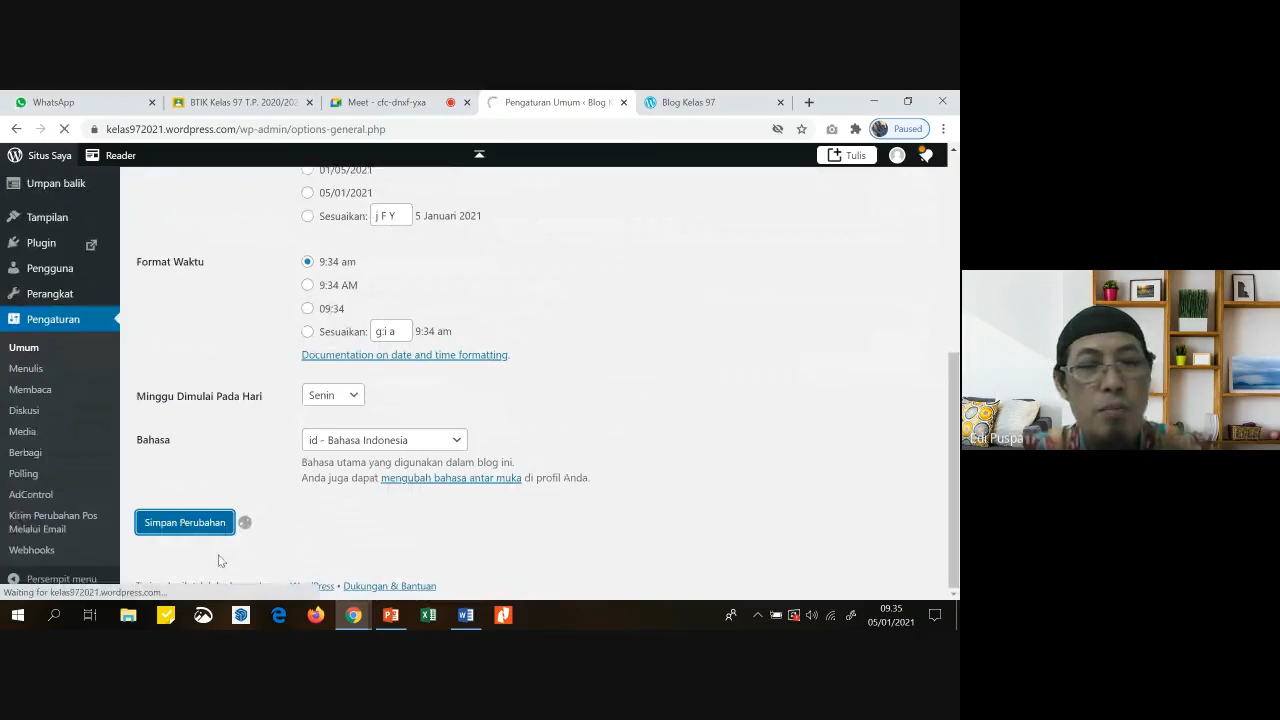 WhatsApp
BTIK Kelas 97 T.P. 2020/202
Meet - cfc-dnxf-yxa
Pengaturan Umum ‹ Blog K
Blog Kelas 97
kelas972021.wordpress.com/wp-admin/options-general.php
Paused
Situs Saya
Reader
Tulis
Umpan balik
Tampilan
Plugin
Pengguna
Perangkat
Pengaturan
Umum
Menulis
Membaca
Diskusi
Media
Berbagi
Polling
AdControl
Kirim Perubahan Pos
Melalui Email
Webhooks
Persempit menu
01/05/2021
05/01/2021
Sesuaikan: j F Y 5 Januari 2021
Format Waktu
9:34 am
9:34 AM
09:34
Sesuaikan: g:i a 9:34 am
Documentation on date and time formatting.
Minggu Dimulai Pada Hari
Senin
Bahasa
id - Bahasa Indonesia
Bahasa utama yang digunakan dalam blog ini.
Anda juga dapat mengubah bahasa antar muka di profil Anda.
Simpan Perubahan
WordPress • Dukungan & Bantuan
Waiting for kelas972021.wordpress.com...
09.35
05/01/2021
Edi Puspa